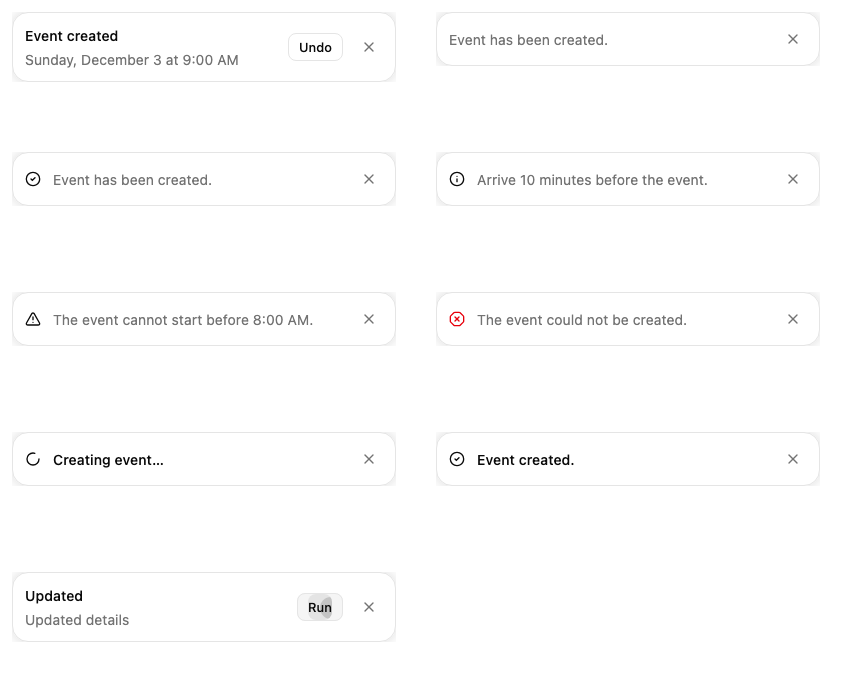 Event created
Sunday, December 3 at 9:00 AM
Undo
Event has been created.
Event has been created.
Arrive 10 minutes before the event.
The event cannot start before 8:00 AM.
The event could not be created.
Creating event...
Event created.
Updated
Updated details
Run